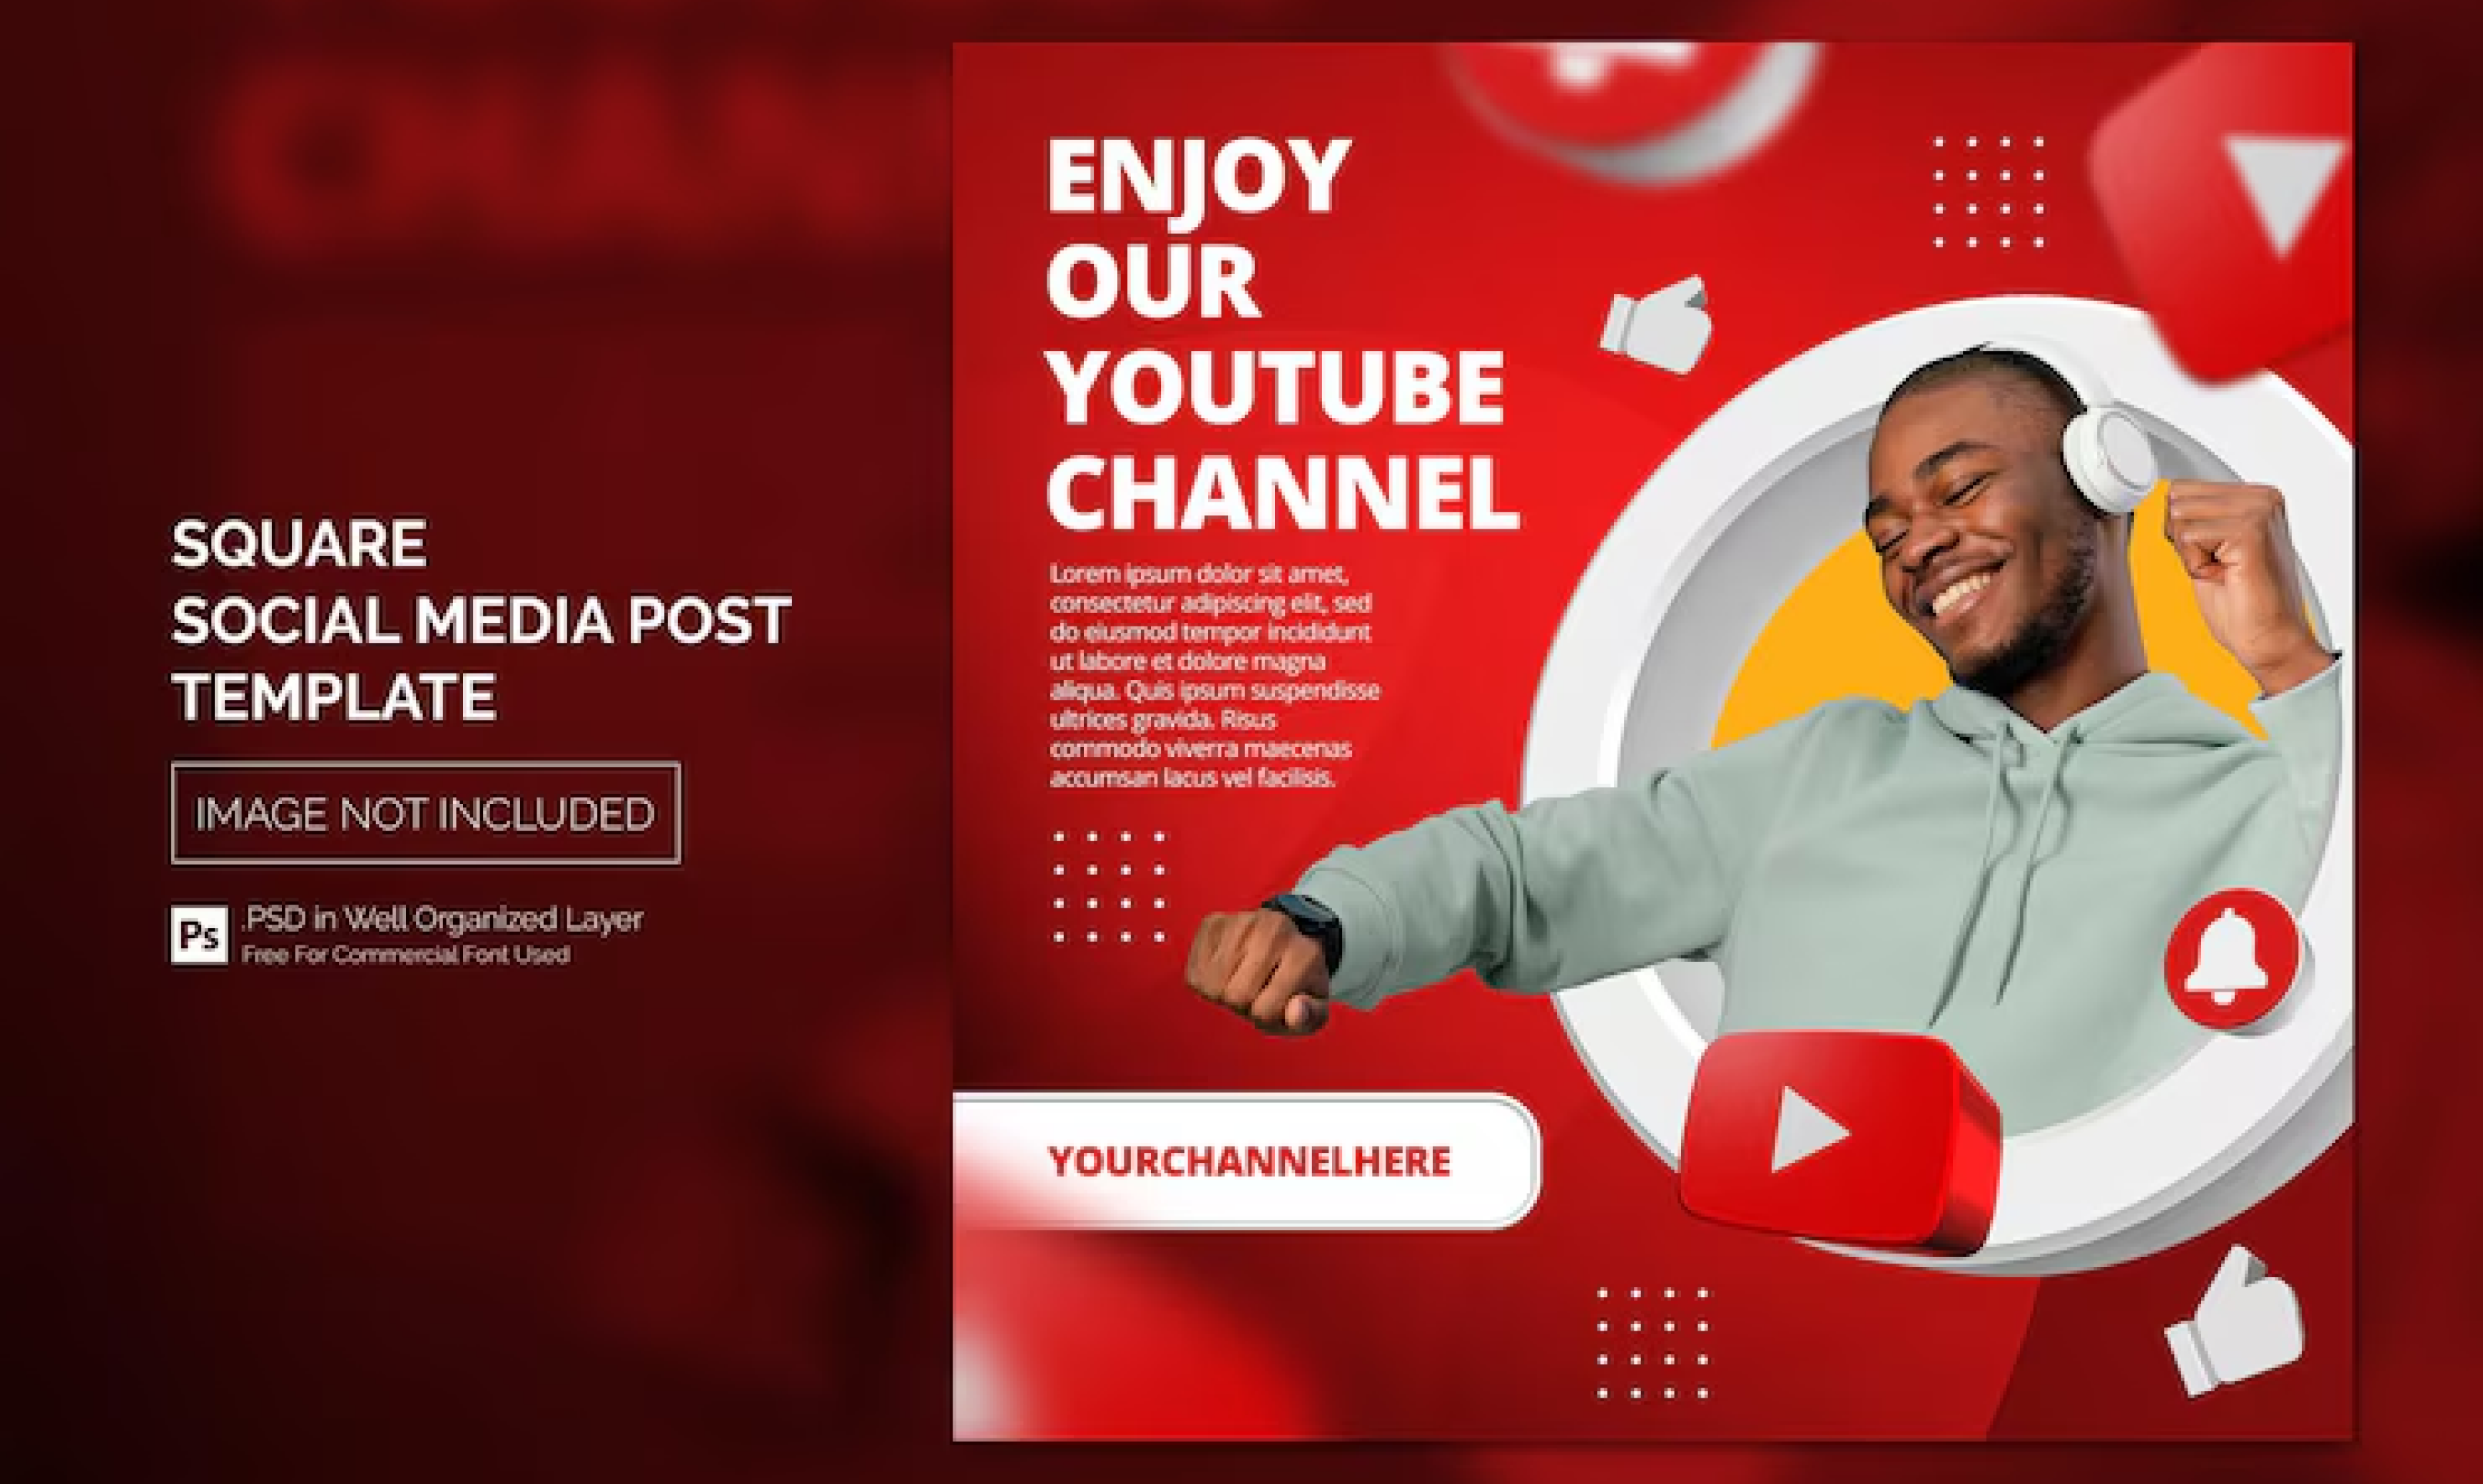 SQUARE
SOCIAL MEDIA POST
TEMPLATE
IMAGE NOT INCLUDED
Ps
.PSD in Well Organized Layer
Free For Commercial Font Used
ENJOY
OUR
YOUTUBE
CHANNEL
Lorem ipsum dolor sit amet,
consectetur adipiscing elit, sed
do eiusmod tempor incididunt
ut labore et dolore magna
aliqua. Quis ipsum suspendisse
ultrices gravida. Risus
commodo viverra maecenas
accumsan lacus vel facilisis.
YOURCHANNELHERE